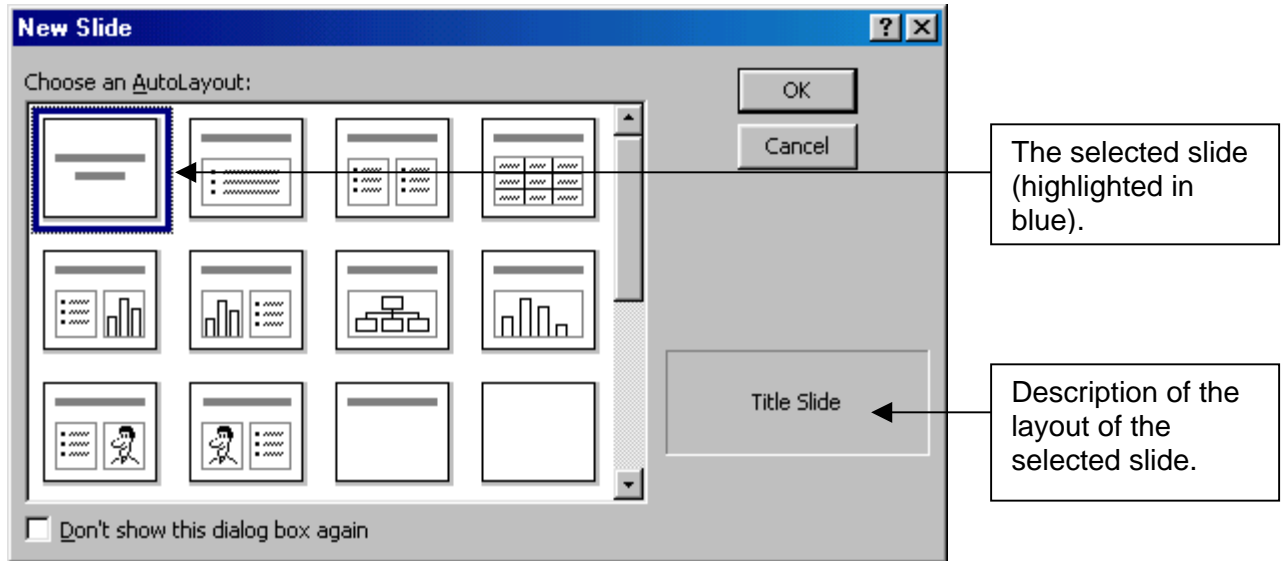 New Slide
Choose an AutoLayout:
OK
Cancel
The selected slide
(highlighted in
blue).
Title Slide
Description of the
layout of the
selected slide.
Don't show this dialog box again